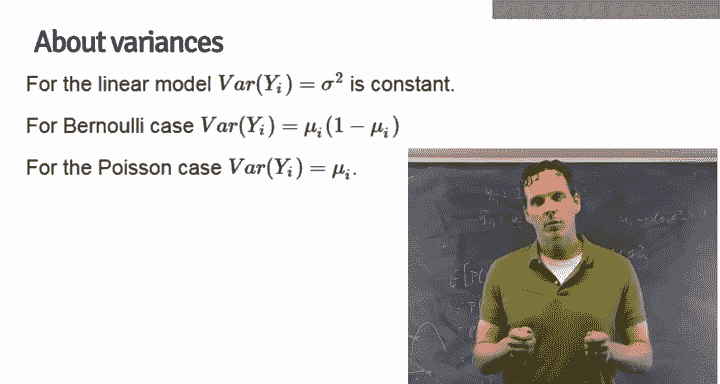 About variances
For the linear model Var(Y_i) = σ² is constant.
For Bernoulli case Var(Y_i) = μ_i(1 − μ_i)
For the Poisson case Var(Y_i) = μ_i.